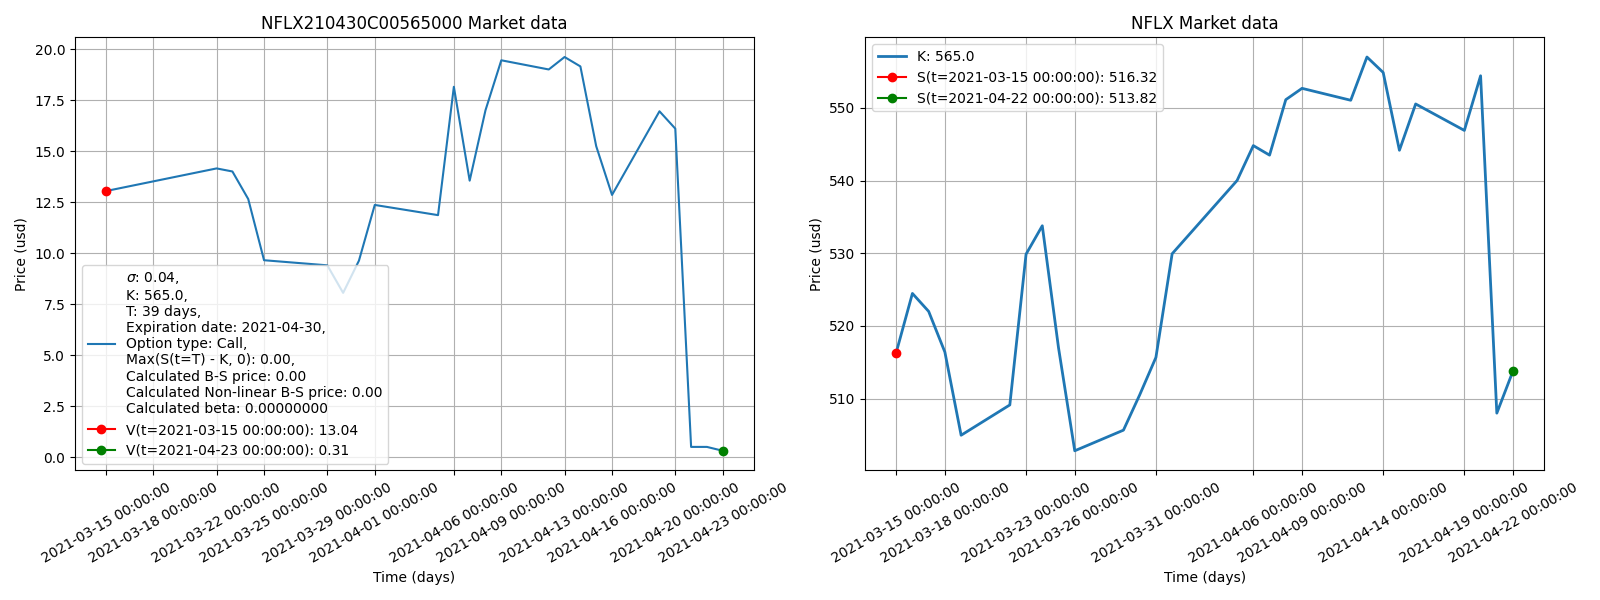 NFLX210430C00565000 Market data
Price (usd)
20.0
17.5
15.0
12.5
10.0
7.5
5.0
2.5
0.0
σ: 0.04,
K: 565.0,
T: 39 days,
Expiration date: 2021-04-30,
Option type: Call,
Max(S(t=T) - K, 0): 0.00,
Calculated B-S price: 0.00
Calculated Non-linear B-S price: 0.00
Calculated beta: 0.00000000
V(t=2021-03-15 00:00:00): 13.04
V(t=2021-04-23 00:00:00): 0.31
2021-03-15 00:00:00
2021-03-18 00:00:00
2021-03-22 00:00:00
2021-03-25 00:00:00
2021-03-29 00:00:00
2021-04-01 00:00:00
2021-04-06 00:00:00
2021-04-09 00:00:00
2021-04-13 00:00:00
2021-04-16 00:00:00
2021-04-20 00:00:00
2021-04-23 00:00:00
Time (days)
NFLX Market data
Price (usd)
550
540
530
520
510
K: 565.0
S(t=2021-03-15 00:00:00): 516.32
S(t=2021-04-22 00:00:00): 513.82
2021-03-15 00:00:00
2021-03-18 00:00:00
2021-03-23 00:00:00
2021-03-26 00:00:00
2021-03-31 00:00:00
2021-04-06 00:00:00
2021-04-09 00:00:00
2021-04-14 00:00:00
2021-04-19 00:00:00
2021-04-22 00:00:00
Time (days)